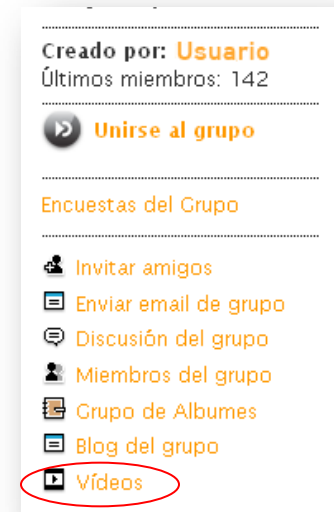 Creado por: Usuario
Últimos miembros: 142
Unirse al grupo
Encuestas del Grupo
Invitar amigos
Enviar email de grupo
Discusión del grupo
Miembros del grupo
Grupo de Albumes
Blog del grupo
Vídeos